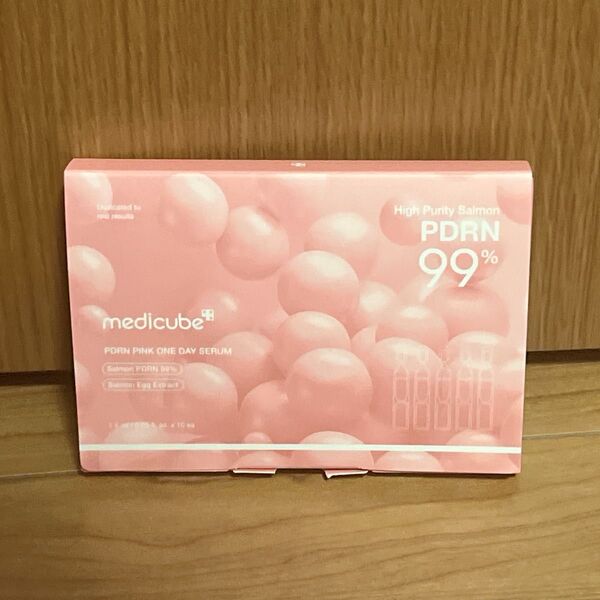 Dedicated to
real results
High Purity Salmon
PDRN
99%
medicube
PDRN PINK ONE DAY SERUM
Salmon PDRN 99%
Salmon Egg Extract